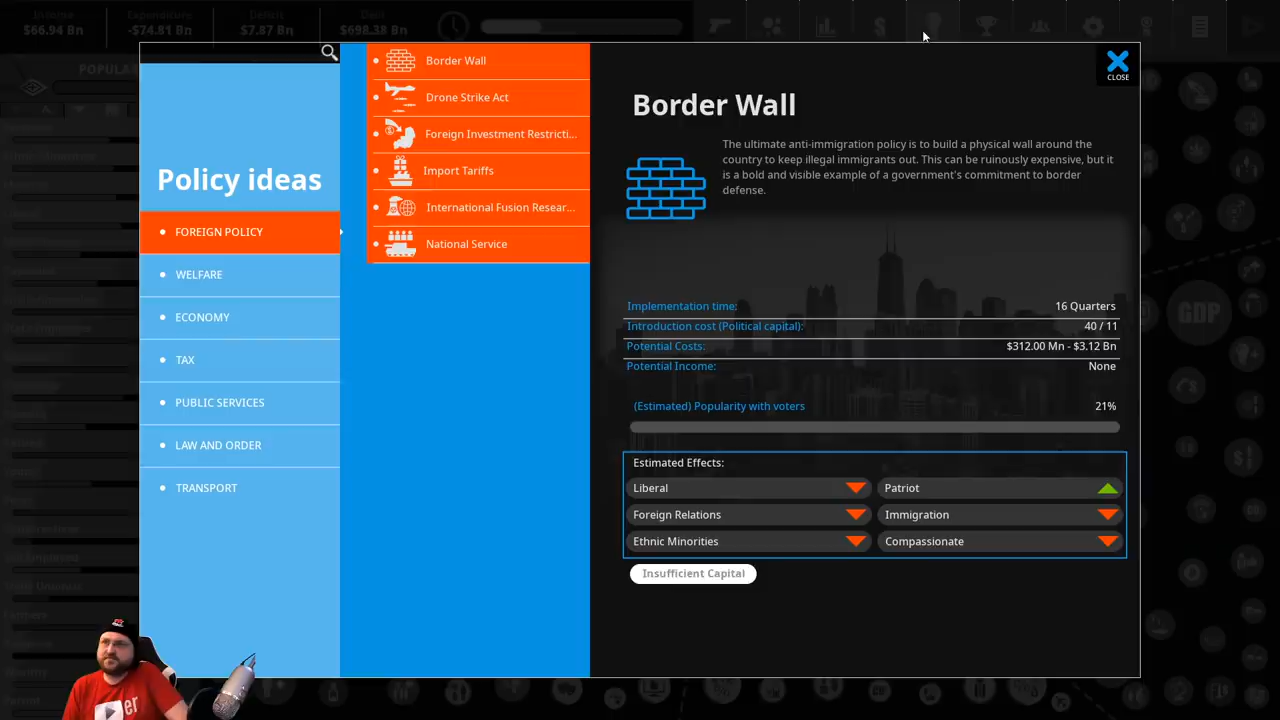 Income
Expenditure
Deficit
Debt
$66.94 Bn
-$74.81 Bn
$7.87 Bn
$698.38 Bn
CLOSE
Policy ideas
FOREIGN POLICY
WELFARE
ECONOMY
TAX
PUBLIC SERVICES
LAW AND ORDER
TRANSPORT
Border Wall
Drone Strike Act
Foreign Investment Restricti...
Import Tariffs
International Fusion Resear...
National Service
Border Wall
The ultimate anti-immigration policy is to build a physical wall around the
country to keep illegal immigrants out. This can be ruinously expensive, but it
is a bold and visible example of a government's commitment to border
defense.
Implementation time: 16 Quarters
Introduction cost (Political capital): 40 / 11
Potential Costs: $312.00 Mn - $3.12 Bn
Potential Income: None
(Estimated) Popularity with voters 21%
Estimated Effects:
Liberal Patriot
Foreign Relations Immigration
Ethnic Minorities Compassionate
Insufficient Capital
GDP